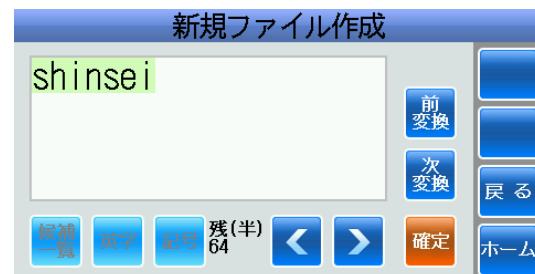 新規ファイル作成
shinsei
前
変換
次
変換
戻る
候補
一覧
英字
記号
残(半)
64
確定
ホーム